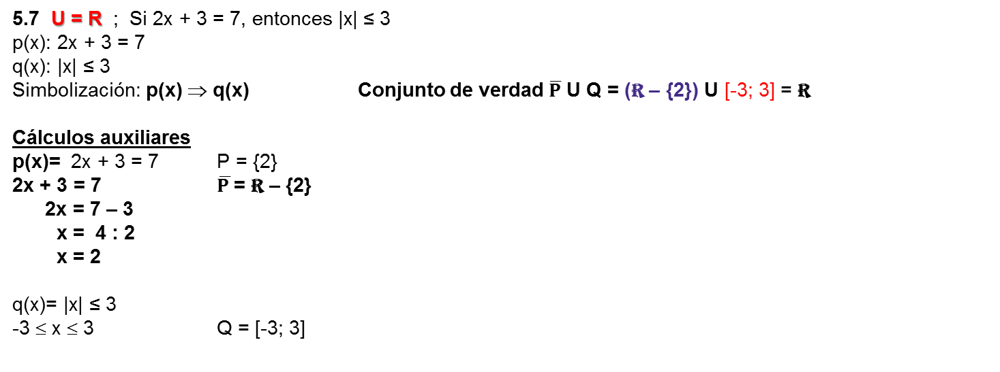 5.7 U = R ; Si 2x + 3 = 7, entonces |x| ≤ 3
p(x): 2x + 3 = 7
q(x): |x| ≤ 3
Simbolización: p(x) ⇒ q(x) Conjunto de verdad P̅ U Q = (R – {2}) U [-3; 3] = R
Cálculos auxiliares
p(x)= 2x + 3 = 7 P = {2}
2x + 3 = 7 P̅ = R – {2}
2x = 7 – 3
x = 4 : 2
x = 2
q(x)= |x| ≤ 3
-3 ≤ x ≤ 3 Q = [-3; 3]